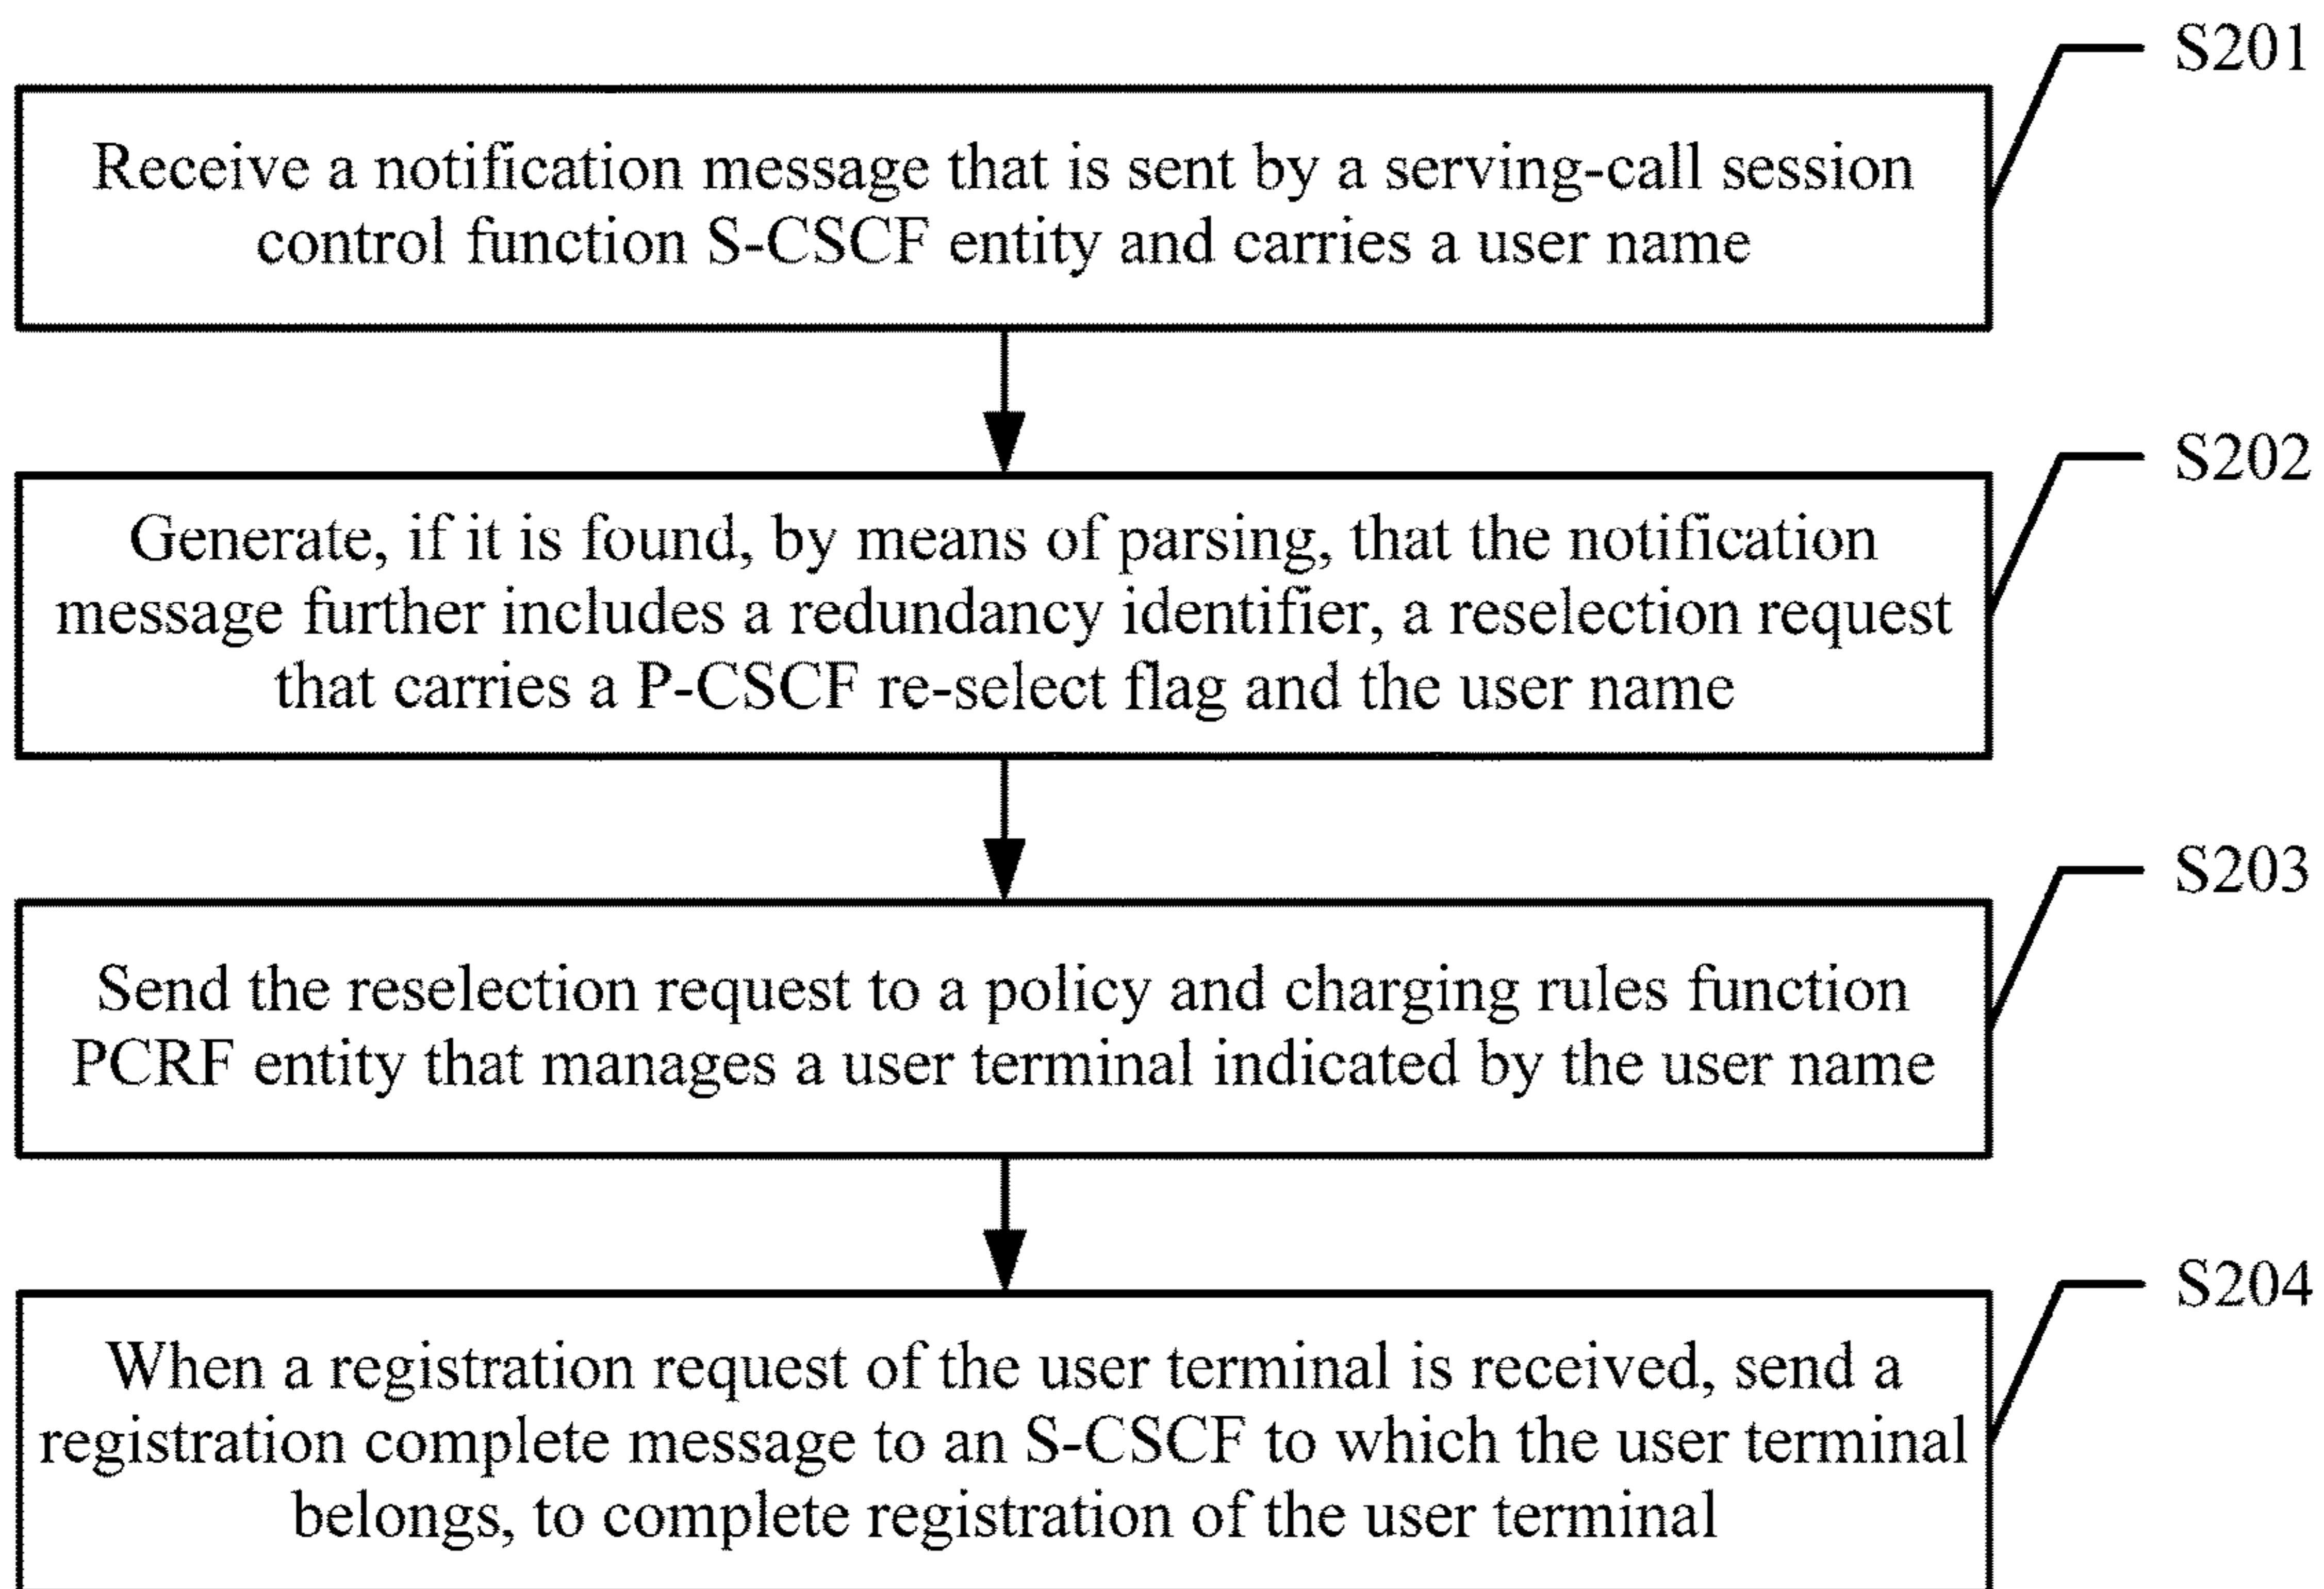 S201
Receive a notification message that is sent by a serving-call session
control function S-CSCF entity and carries a user name
S202
Generate, if it is found, by means of parsing, that the notification
message further includes a redundancy identifier, a reselection request
that carries a P-CSCF re-select flag and the user name
S203
Send the reselection request to a policy and charging rules function
PCRF entity that manages a user terminal indicated by the user name
S204
When a registration request of the user terminal is received, send a
registration complete message to an S-CSCF to which the user terminal
belongs, to complete registration of the user terminal